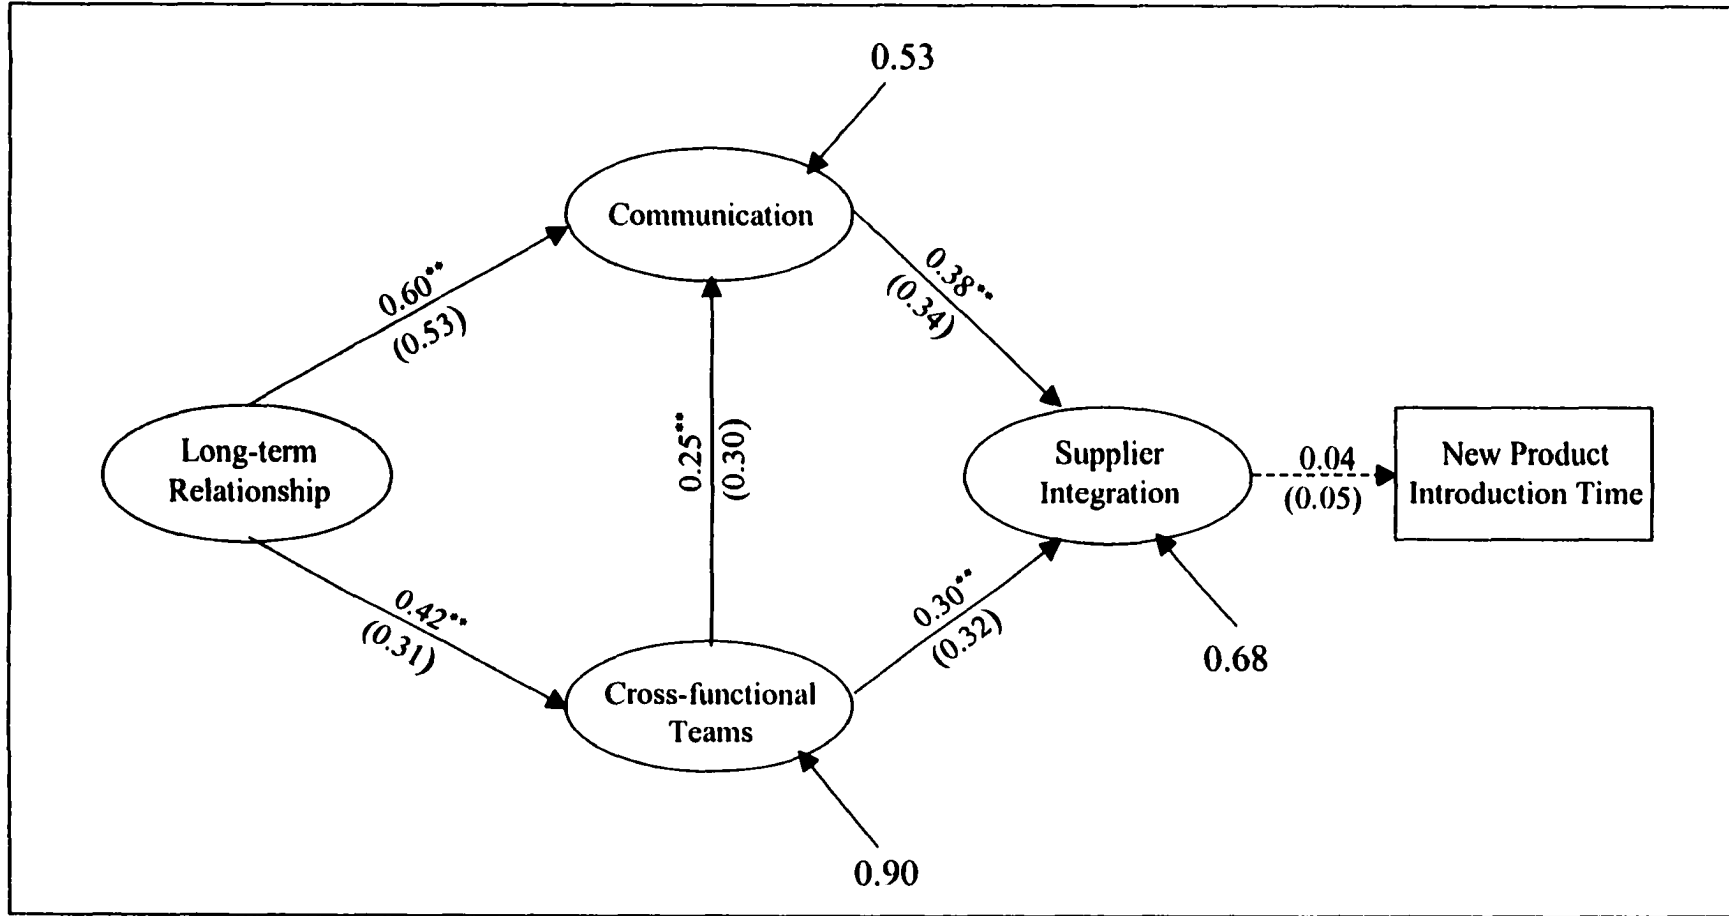 0.53
Communication
0.60**
(0.53)
0.38**
(0.34)
Long-term
Relationship
0.25**
(0.30)
Supplier
Integration
0.04
(0.05)
New Product
Introduction Time
0.42**
(0.31)
0.30**
(0.32)
0.68
Cross-functional
Teams
0.90